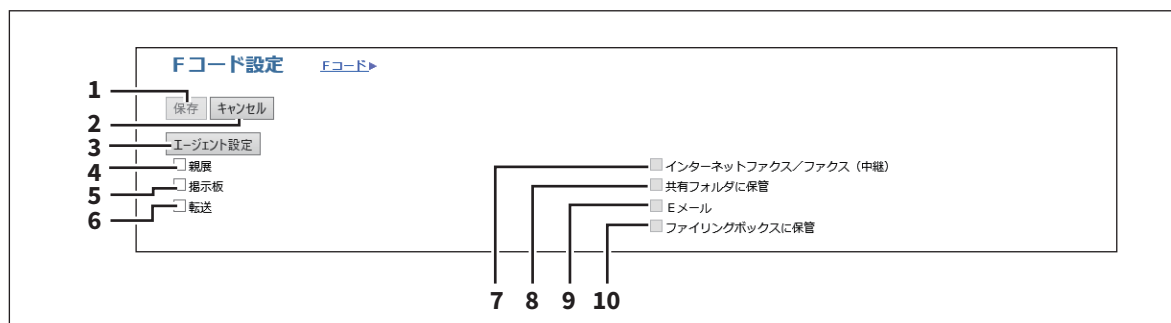 Fコード設定 Fコード▶
1
保存 キャンセル
2
3 エージェント設定
4 親展
5 掲示板
6 転送
インターネットファクス／ファクス（中継）
共有フォルダに保管
Eメール
ファイリングボックスに保管
7 8 9 10